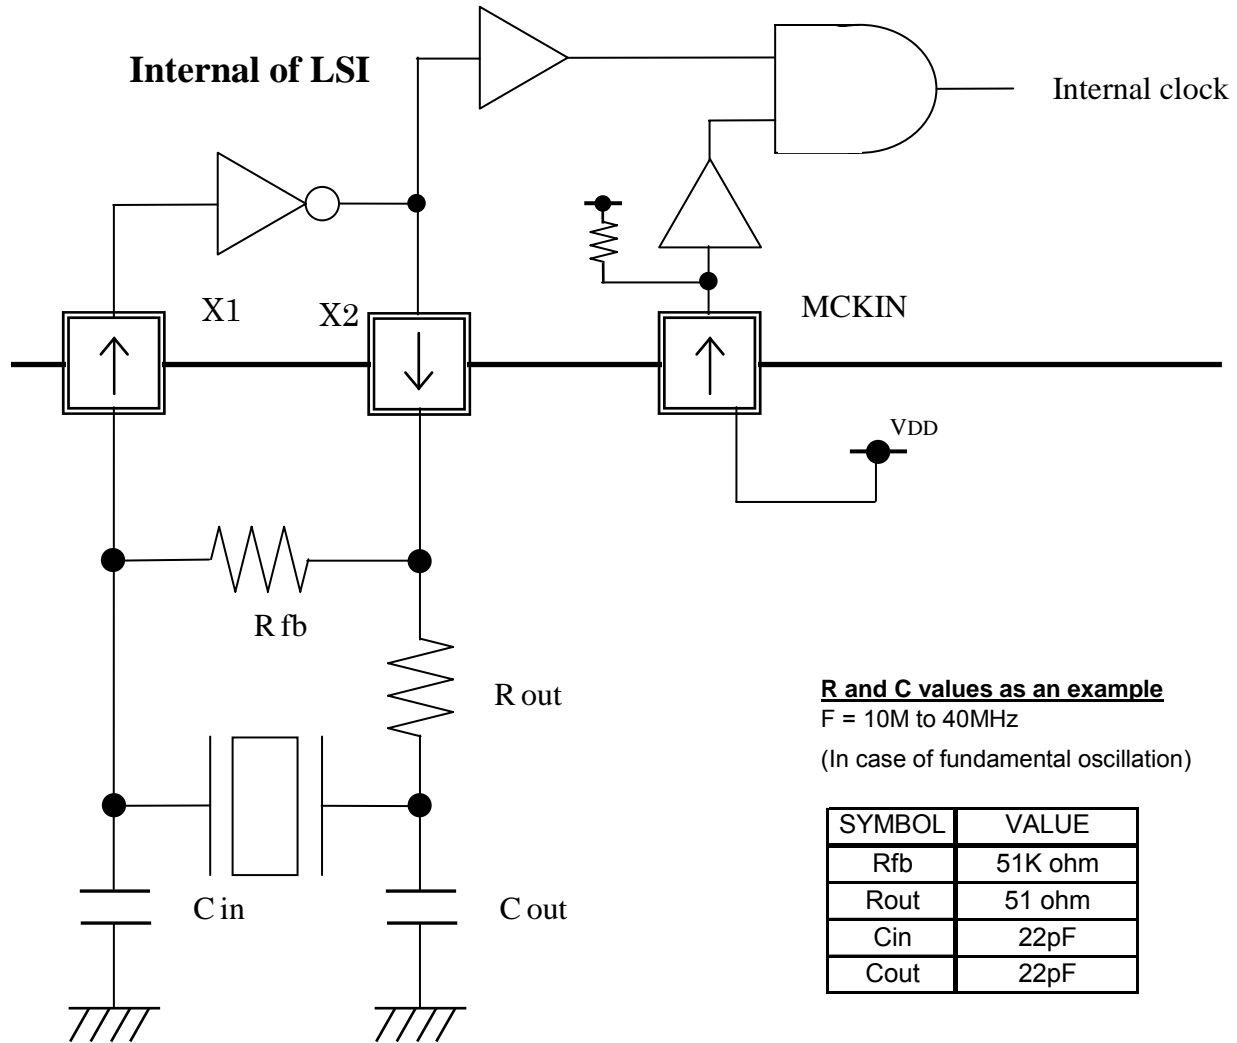 Internal of LSI
Internal clock
X1
X2
MCKIN
VDD
R fb
R out
C in
C out
R and C values as an example
F = 10M to 40MHz
(In case of fundamental oscillation)
SYMBOL VALUE
Rfb 51K ohm
Rout 51 ohm
Cin 22pF
Cout 22pF